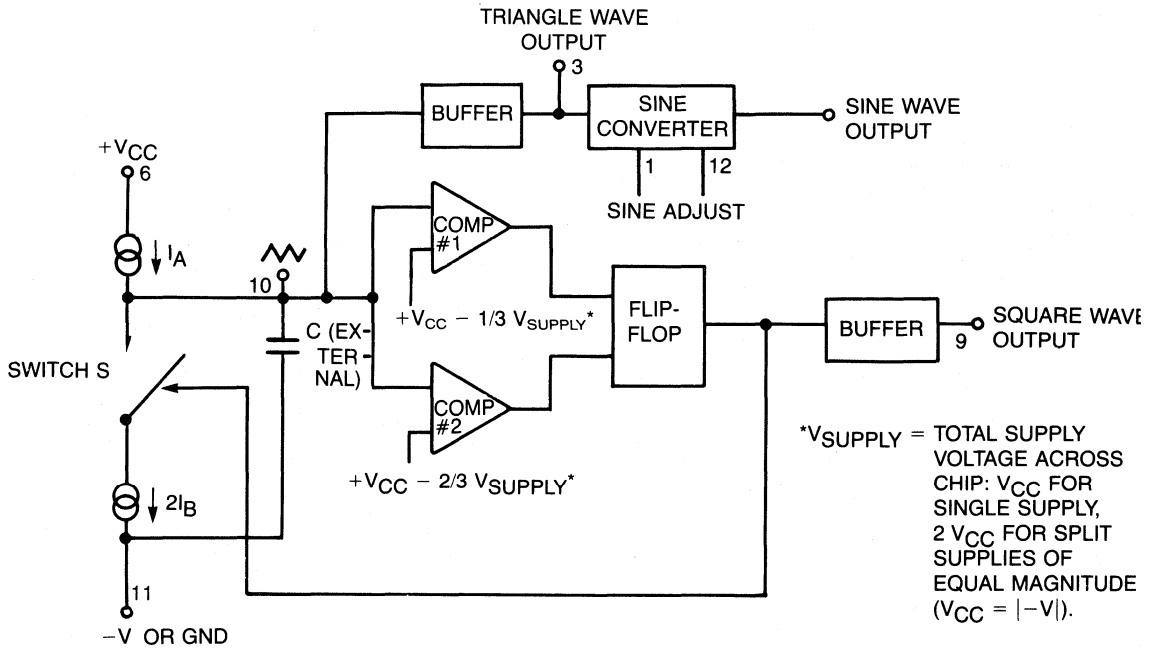 TRIANGLE WAVE
OUTPUT
3
BUFFER
SINE
CONVERTER
SINE WAVE
OUTPUT
1
12
SINE ADJUST
+VCC
6
IA
10
COMP
#1
+VCC − 1/3 VSUPPLY*
C (EX-
TER
NAL)
FLIP-
FLOP
BUFFER
9
SQUARE WAVE
OUTPUT
SWITCH S
COMP
#2
+VCC − 2/3 VSUPPLY*
2IB
11
−V OR GND
*VSUPPLY = TOTAL SUPPLY
VOLTAGE ACROSS
CHIP: VCC FOR
SINGLE SUPPLY,
2 VCC FOR SPLIT
SUPPLIES OF
EQUAL MAGNITUDE
(VCC = |−V|).